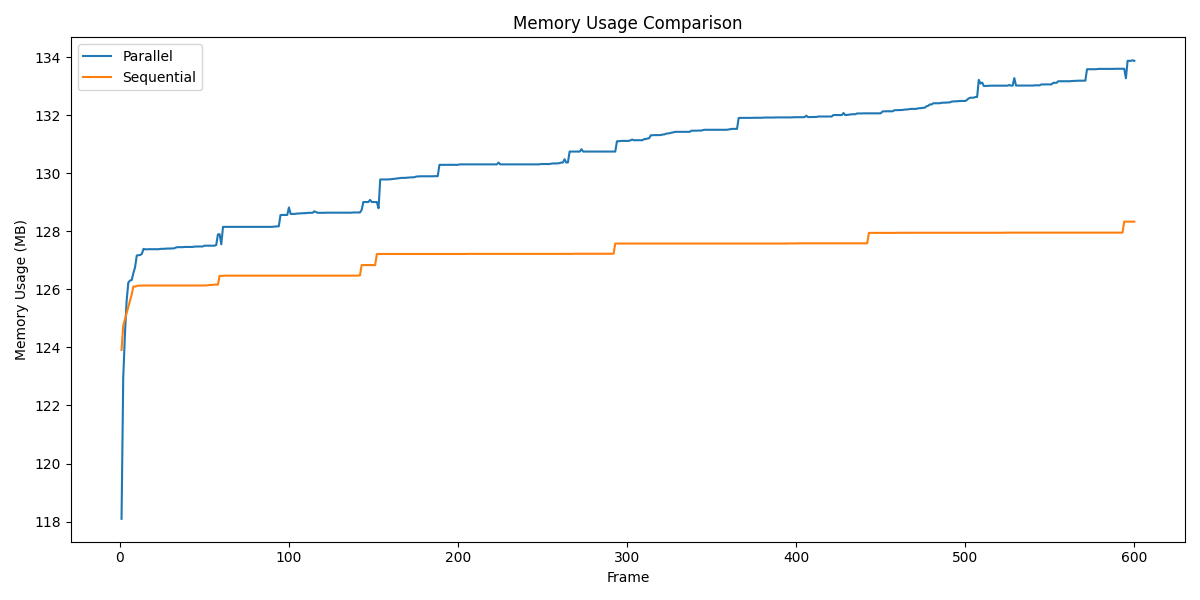 Memory Usage Comparison
Parallel
Sequential
134
132
130
128
126
124
122
120
118
Memory Usage (MB)
0 100 200 300 400 500 600
Frame